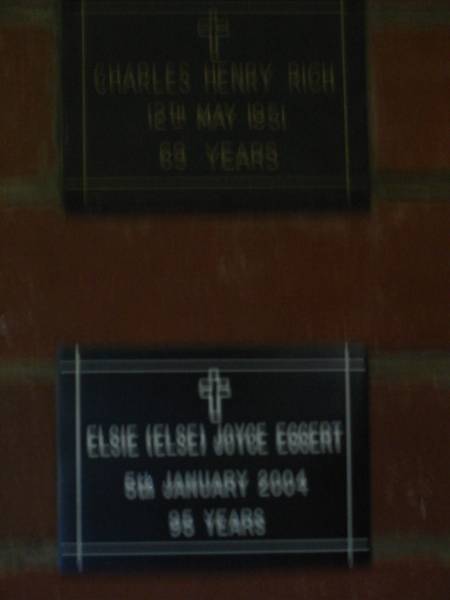 CHARLES HENRY RICH
12TH MAY 1951
69 YEARS
ELSIE (ELSE) JOYCE EGGERT
5th JANUARY 2004
95 YEARS